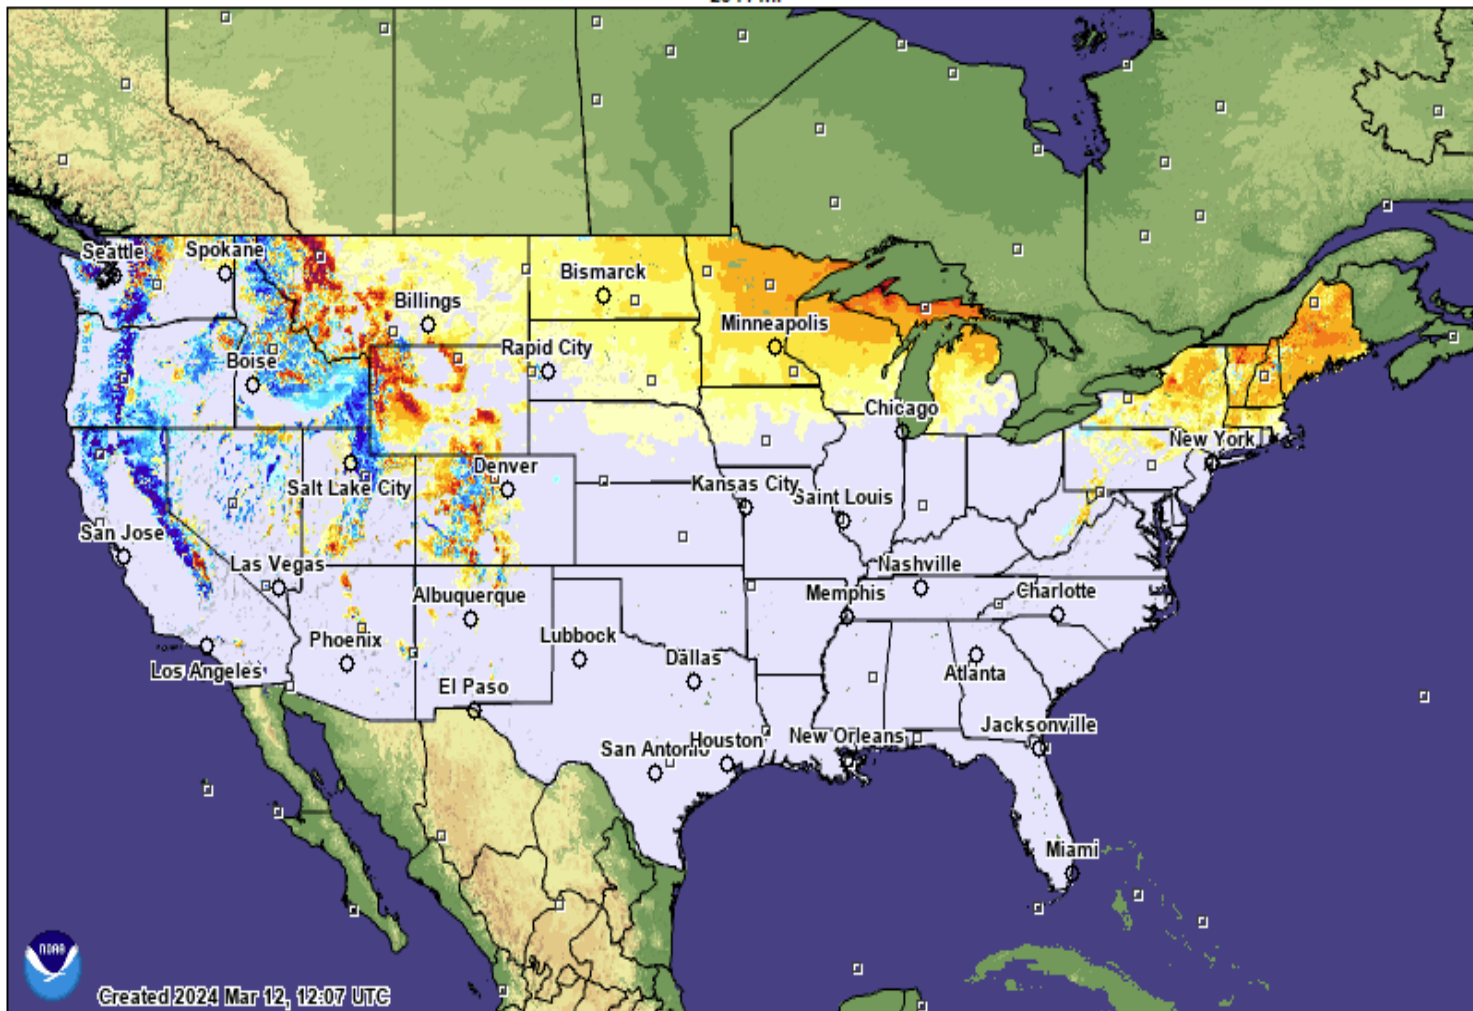 Seattle
Spokane
Bismarck
Billings
Minneapolis
Rapid City
Boise
Chicago
New York
Denver
Salt Lake City
Kansas City
Saint Louis
San Jose
Las Vegas
Nashville
Albuquerque
Memphis
Charlotte
Phoenix
Lubbock
Dallas
Los Angeles
Atlanta
El Paso
Jacksonville
San Antonio
Houston
New Orleans
Miami
NOAA
Created 2024 Mar 12, 12:07 UTC